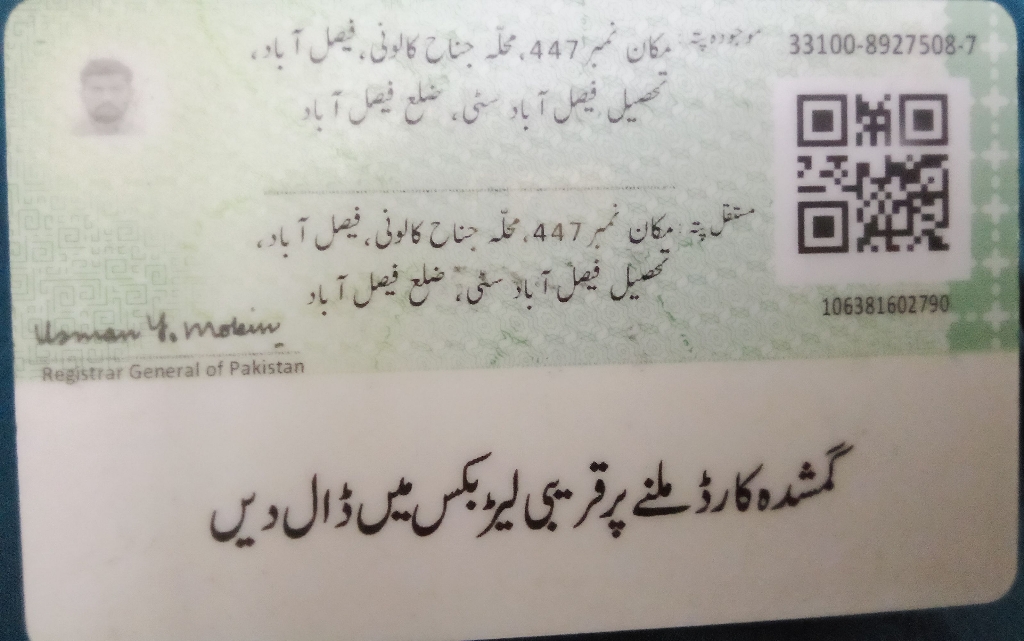 33100-8927508-7
موجودہ پتہ: مکان نمبر 447، محلّہ جناح کالونی، فیصل آباد،
تحصیل فیصل آباد سٹی، ضلع فیصل آباد
مستقل پتہ: مکان نمبر 447، محلّہ جناح کالونی، فیصل آباد،
تحصیل فیصل آباد سٹی، ضلع فیصل آباد
106381602790
Usman Y. Mobin
Registrar General of Pakistan
گمشدہ کارڈ ملنے پر قریبی لیٹر بکس میں ڈال دیں